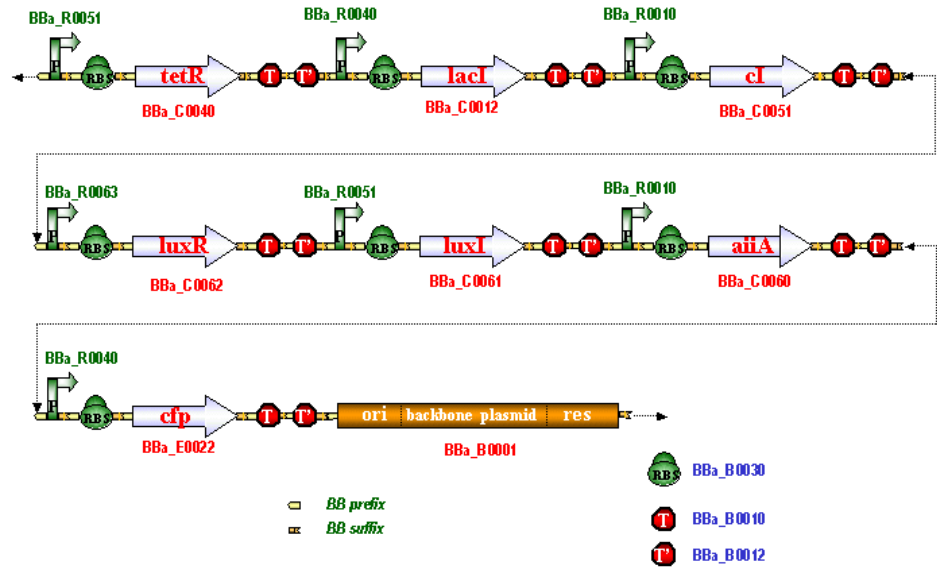 BBa_R0051 BBa_R0040 BBa_R0010
P RBS tetR T T' P RBS lacI T T' P RBS cI T T'
BBa_C0040 BBa_C0012 BBa_C0051
BBa_R0063 BBa_R0051 BBa_R0010
P RBS luxR T T' P RBS luxI T T' P RBS aiiA T T'
BBa_C0062 BBa_C0061 BBa_C0060
BBa_R0040
P RBS cfp T T' ori backbone plasmid res
BBa_E0022 BBa_B0001
RBS BBa_B0030
BB prefix
T BBa_B0010
BB suffix
T' BBa_B0012